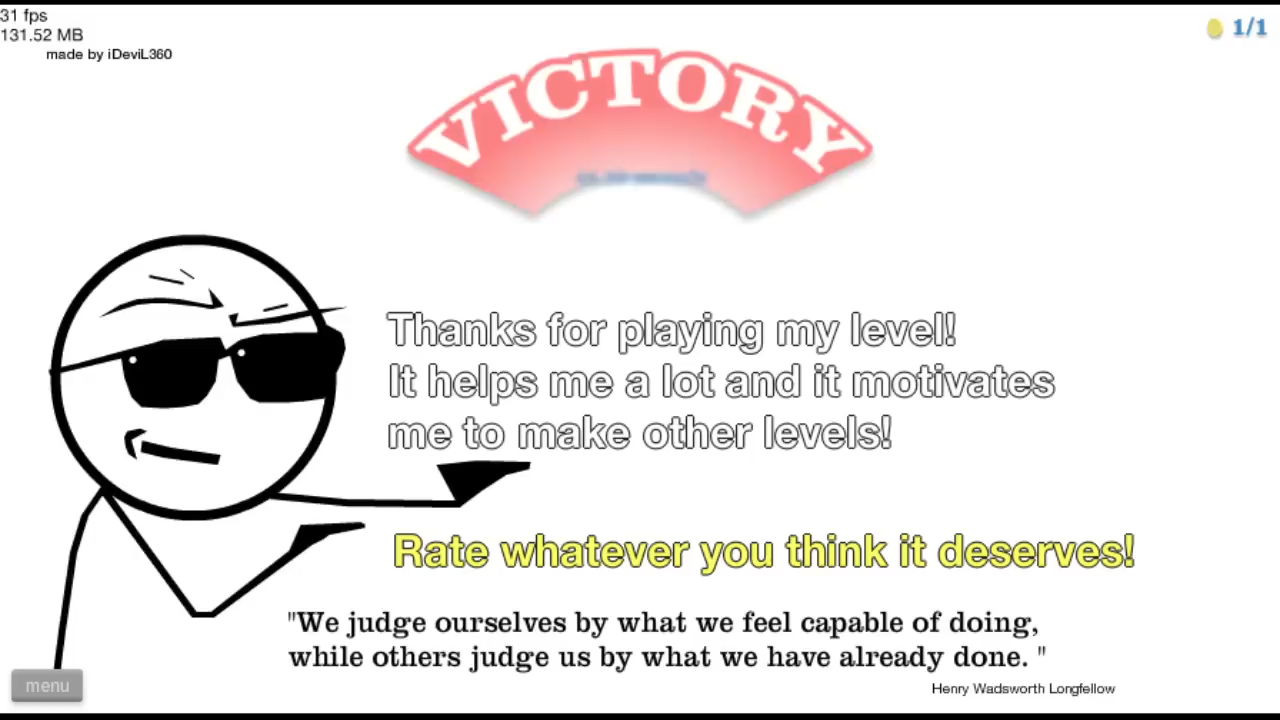 31 fps
131.52 MB
made by iDeviL360
1/1
VICTORY
Thanks for playing my level!
It helps me a lot and it motivates
me to make other levels!
Rate whatever you think it deserves!
"We judge ourselves by what we feel capable of doing,
while others judge us by what we have already done. "
Henry Wadsworth Longfellow
menu